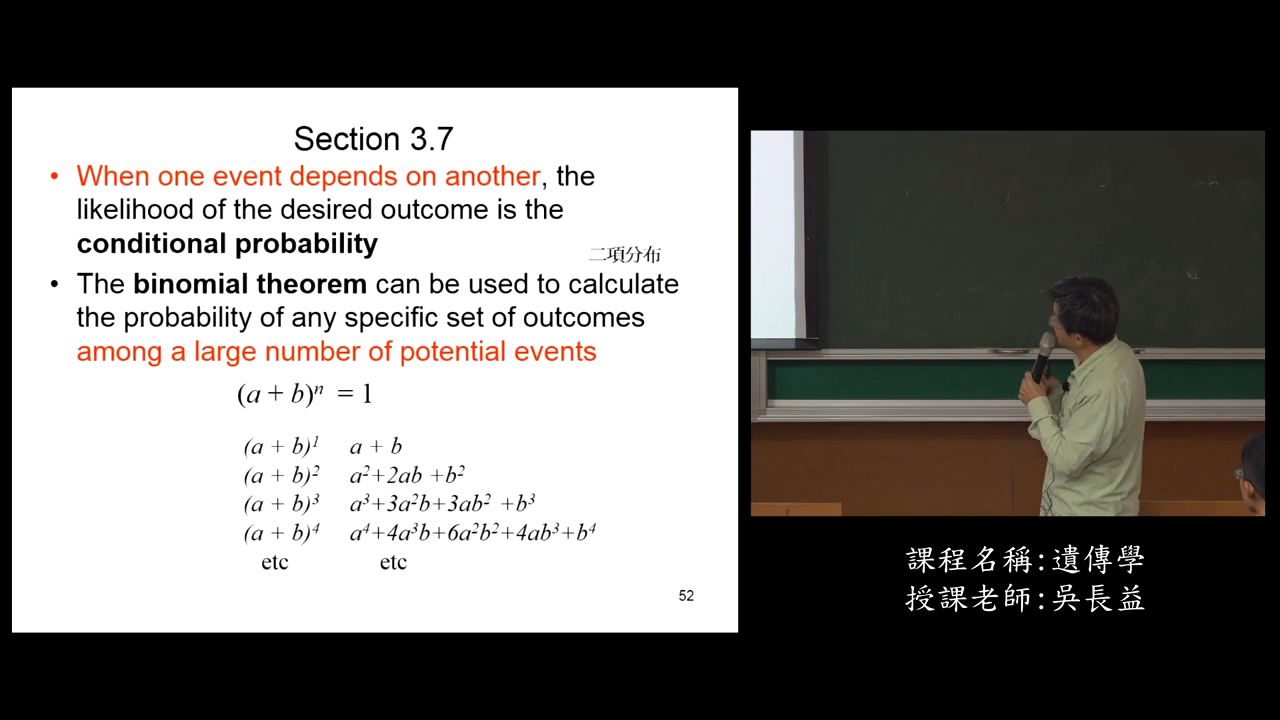 Section 3.7
• When one event depends on another, the
likelihood of the desired outcome is the
conditional probability
二項分布
• The binomial theorem can be used to calculate
the probability of any specific set of outcomes
among a large number of potential events
(a + b)ⁿ = 1
(a + b)¹ a + b
(a + b)² a²+2ab +b²
(a + b)³ a³+3a²b+3ab² +b³
(a + b)⁴ a⁴+4a³b+6a²b²+4ab³+b⁴
etc etc
52
課程名稱:遺傳學
授課老師:吳長益